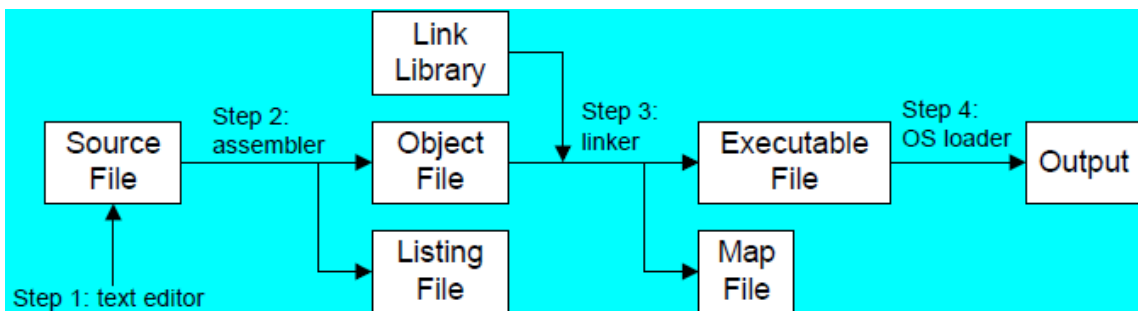 Link
Library
Step 2:
assembler
Step 3:
linker
Step 4:
OS loader
Source
File
Object
File
Executable
File
Output
Listing
File
Map
File
Step 1: text editor